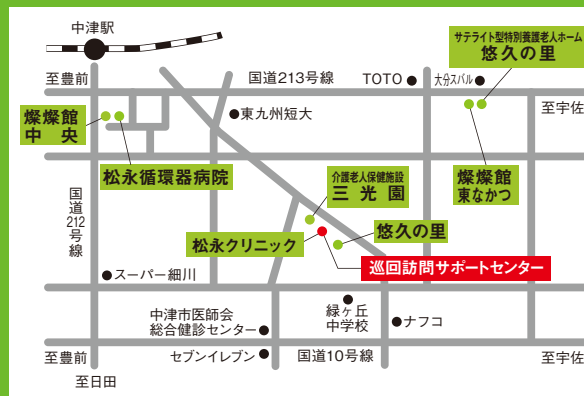 中津駅
サテライト型特別養護老人ホーム
悠久の里
至豊前
国道213号線
TOTO
大分スバル
至宇佐
燦燦館
中央
東九州短大
松永循環器病院
介護老人保健施設
三光園
燦燦館
東なかつ
国道212号線
松永クリニック
悠久の里
巡回訪問サポートセンター
スーパー細川
中津市医師会
総合健診センター
緑ヶ丘
中学校
ナフコ
至豊前
セブンイレブン
国道10号線
至宇佐
至日田